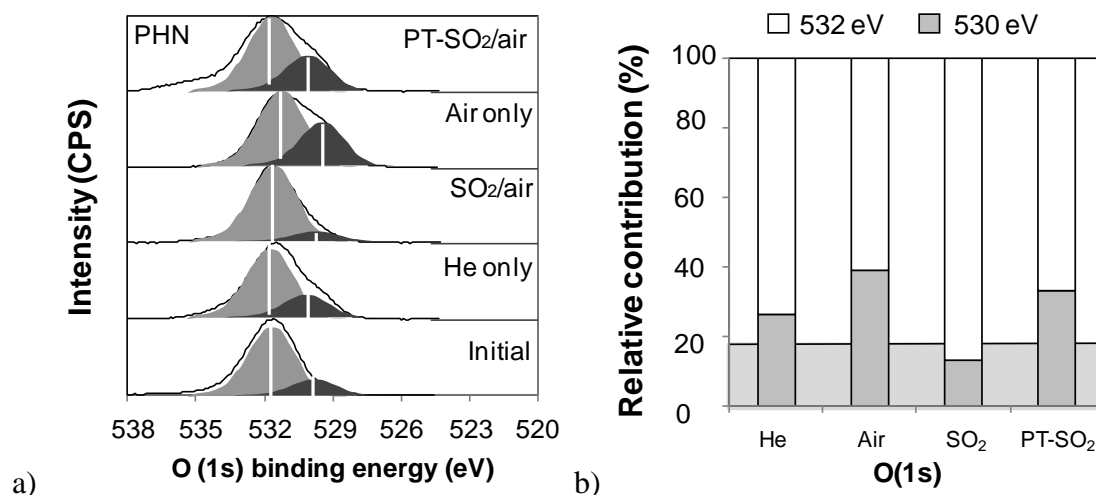 PHN
PT-SO₂/air
Air only
SO₂/air
He only
Initial
Intensity (CPS)
538 535 532 529 526 523 520
O (1s) binding energy (eV)
a)
532 eV 530 eV
100
80
60
40
20
0
Relative contribution (%)
He Air SO₂ PT-SO₂
O(1s)
b)